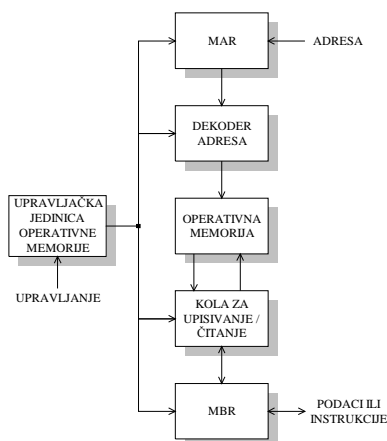 MAR
ADRESA
DEKODER
ADRESA
UPRAVLJAČKA
JEDINICA
OPERATIVNE
MEMORIJE
OPERATIVNA
MEMORIJA
UPRAVLJANJE
KOLA ZA
UPISIVANJE /
ČITANJE
MBR
PODACI ILI
INSTRUKCIJE